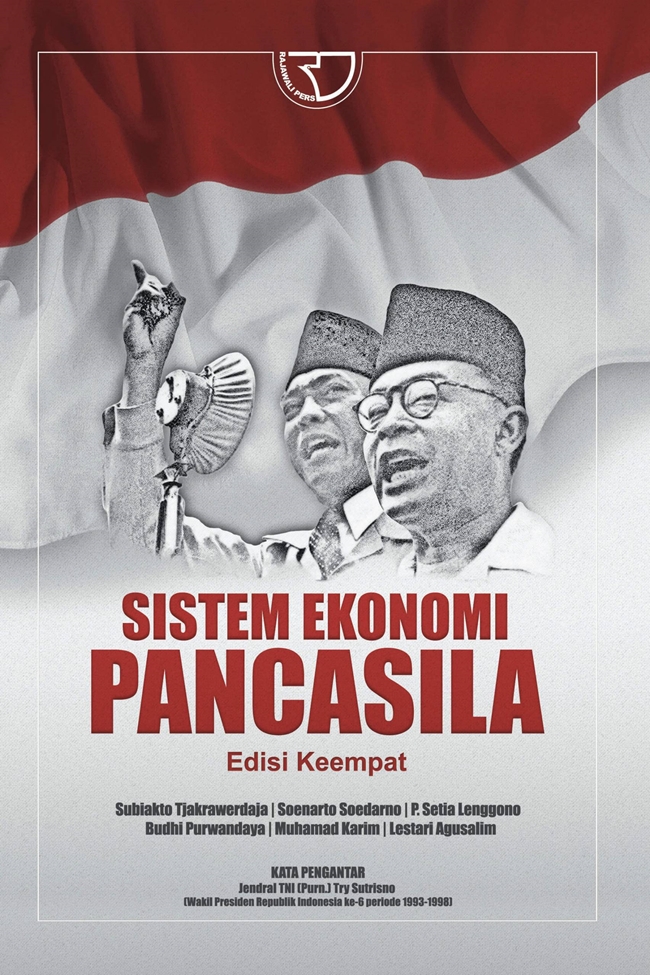 RAJAWALI PERS
SISTEM EKONOMI
PANCASILA
Edisi Keempat
Subiakto Tjakrawerdaja | Soenarto Soedarno | P. Setia Lenggono
Budhi Purwandaya | Muhamad Karim | Lestari Agusalim
KATA PENGANTAR
Jendral TNI (Purn.) Try Sutrisno
(Wakil Presiden Republik Indonesia ke-6 periode 1993-1998)